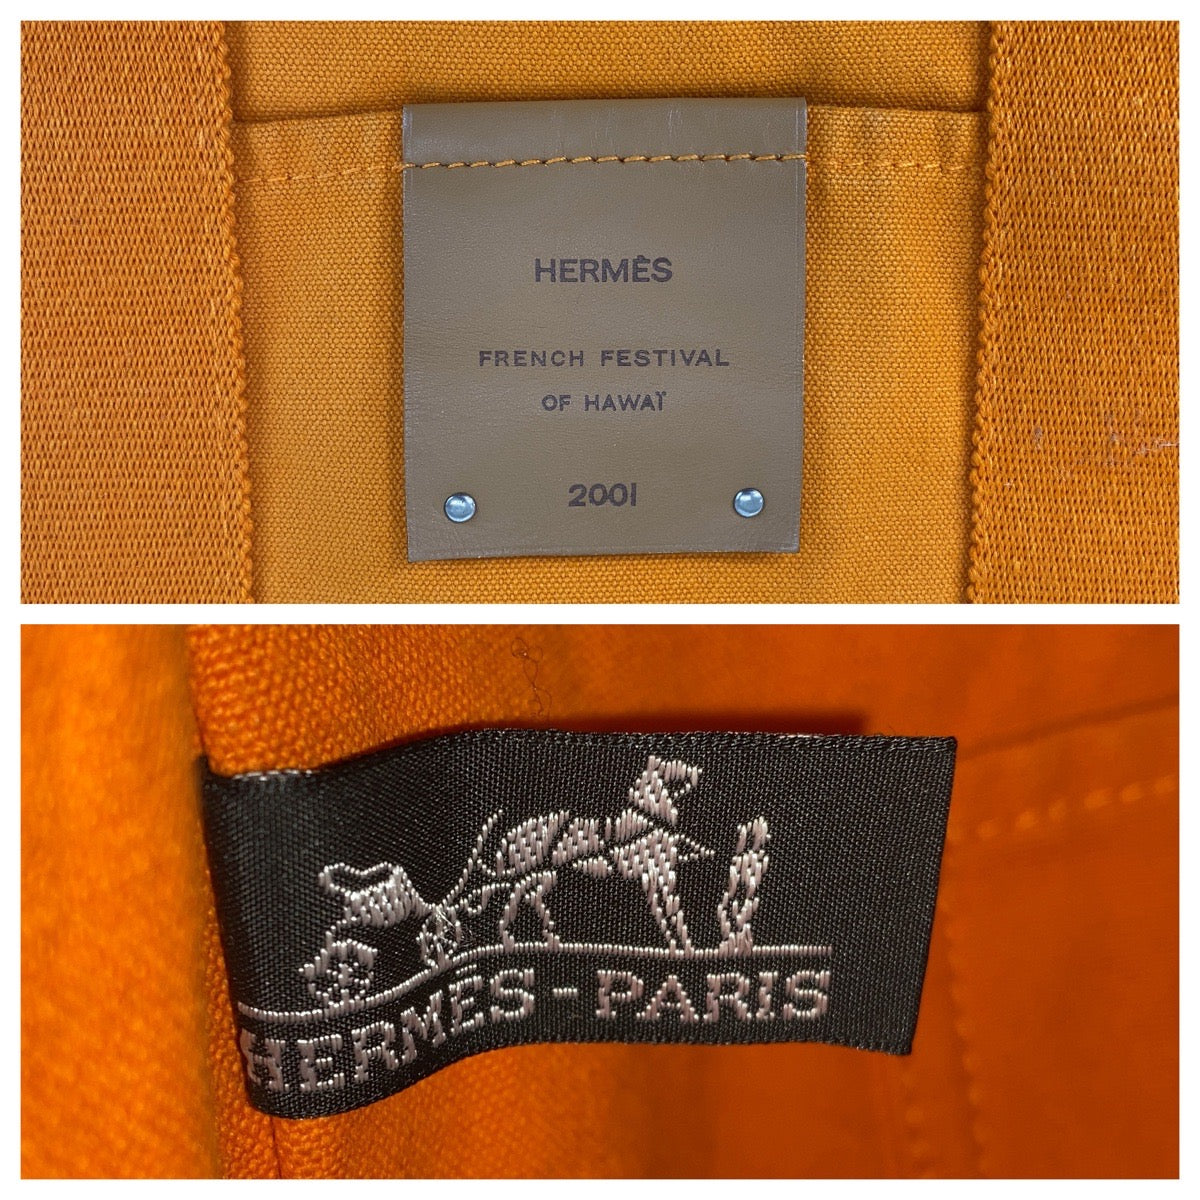 HERMÈS
FRENCH FESTIVAL
OF HAWAÏ
2001
HERMÈS-PARIS